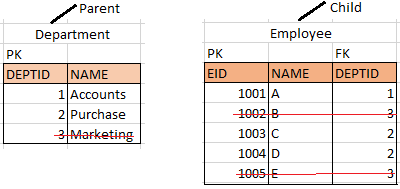 Parent
Child
Department
Employee
PK
PK FK
DEPTID NAME
EID NAME DEPTID
1 Accounts
1001 A 1
2 Purchase
1002 B 3
3 Marketing
1003 C 2
1004 D 2
1005 E 3